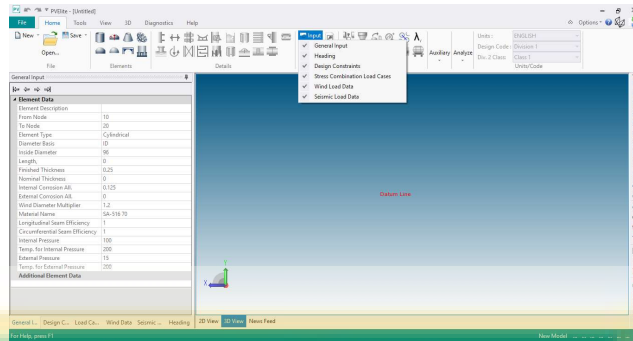 PVElite - [Untitled]
File Home Tools View 3D Diagnostics Help Options
New Save Input λ Units: ENGLISH
Open... Design Code: Division 1
Auxiliary Analyze Div. 2 Class: Class 1
File Elements Details Units/Code
General Input
Heading
Design Constraints
Stress Combination Load Cases
Wind Load Data
Seismic Load Data
General Input
Element Data
Element Description
From Node 10
To Node 20
Element Type Cylindrical
Diameter Basis ID
Inside Diameter 96
Length, 0
Finished Thickness 0.25
Nominal Thickness 0
Internal Corrosion All. 0.125
External Corrosion All. 0
Wind Diameter Multiplier 1.2
Material Name SA-516 70
Longitudinal Seam Efficiency 1
Circumferential Seam Efficiency 1
Internal Pressure 100
Temp. for Internal Pressure 200
External Pressure 15
Temp. for External Pressure 200
Additional Element Data
Datum Line
Y
X
General I... Design C... Load Ca... Wind Data Seismic ... Heading 2D View 3D View News Feed
For Help, press F1 New Model